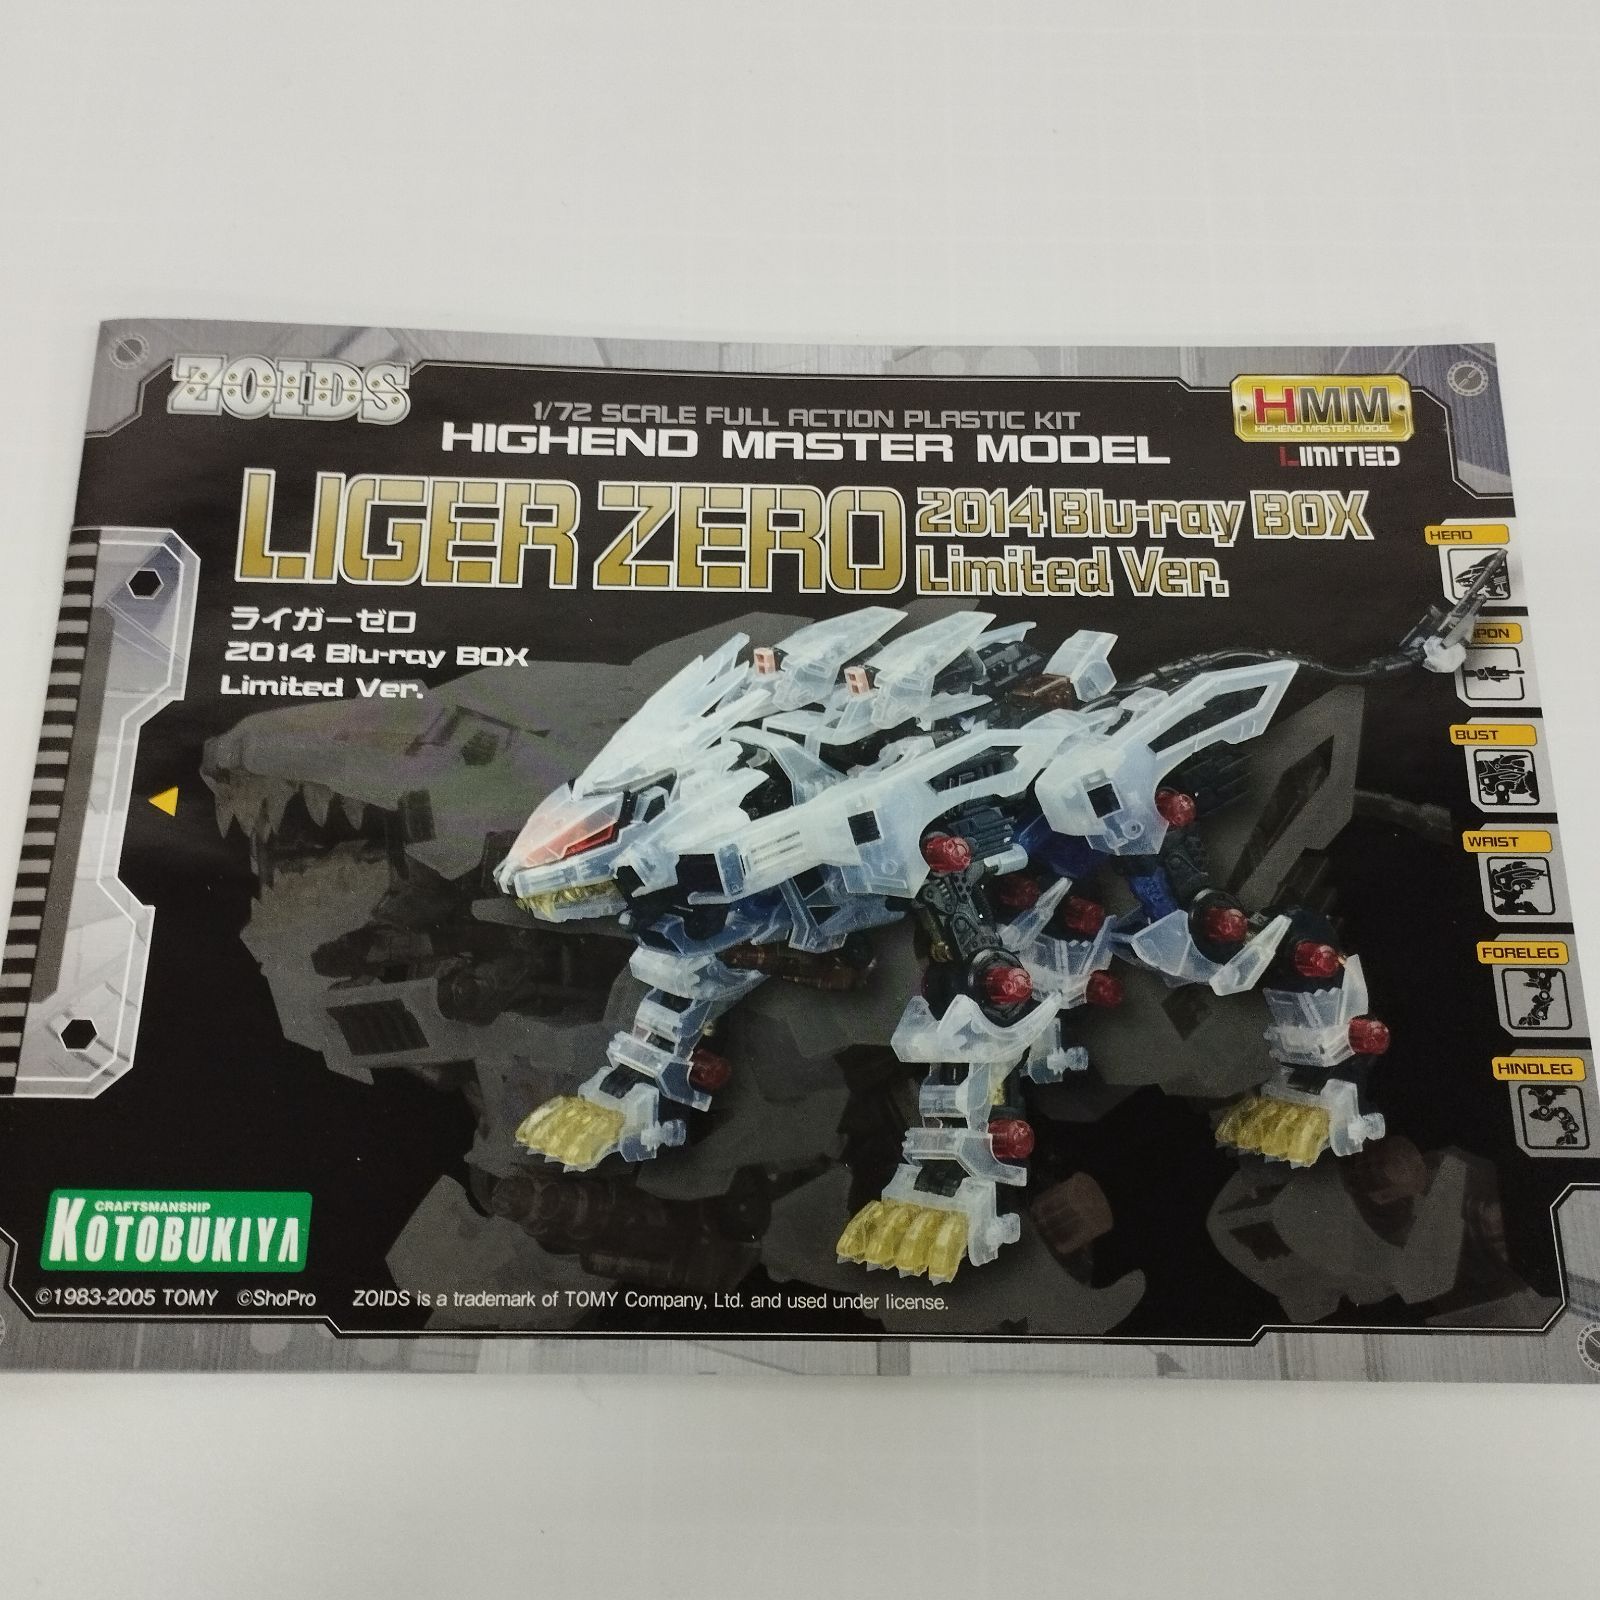 ZOIDS
1/72 SCALE FULL ACTION PLASTIC KIT
HIGHEND MASTER MODEL
HMM
HIGHEND MASTER MODEL
LIMITED
LIGER ZERO
2014 Blu-ray BOX
Limited Ver.
ライガーゼロ
2014 Blu-ray BOX
Limited Ver.
HEAD
PON
BUST
WAIST
FORELEG
HINDLEG
CRAFTSMANSHIP
KOTOBUKIYA
©1983-2005 TOMY ©ShoPro ZOIDS is a trademark of TOMY Company, Ltd. and used under license.